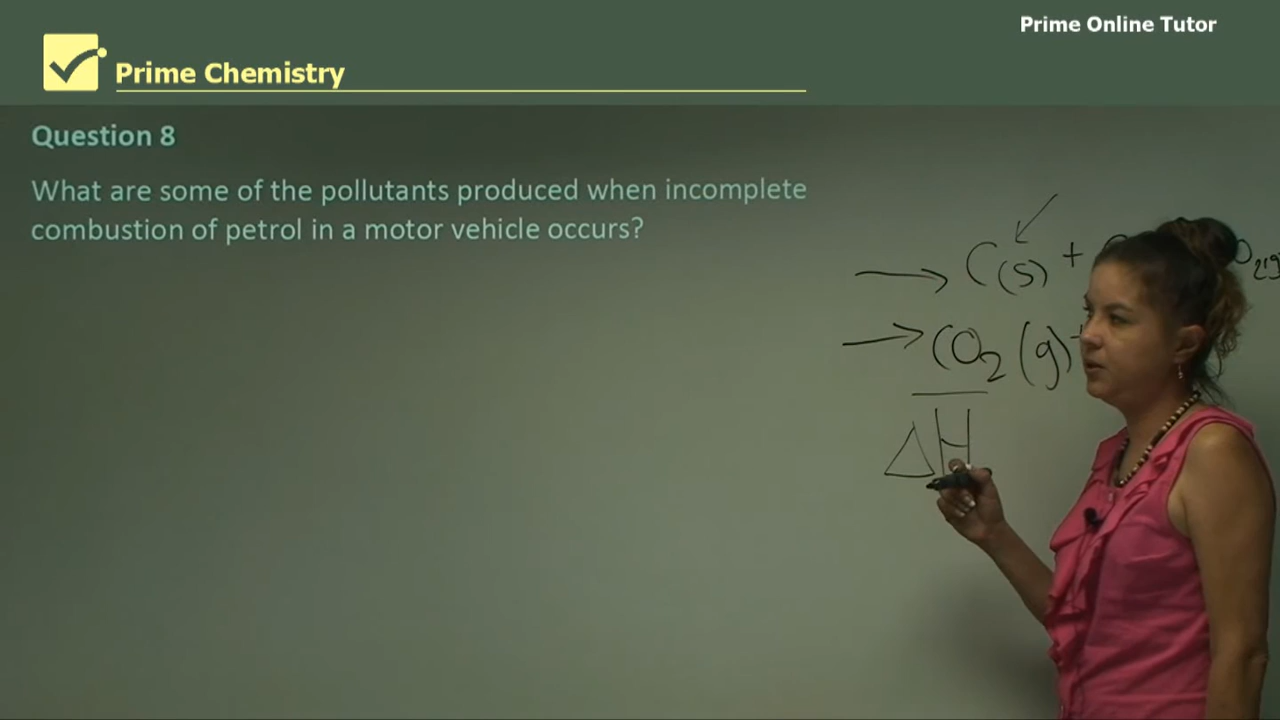 Prime Online Tutor
Prime Chemistry
Question 8
What are some of the pollutants produced when incomplete
combustion of petrol in a motor vehicle occurs?
→ C(s) +
→ CO₂ (g) +
ΔH